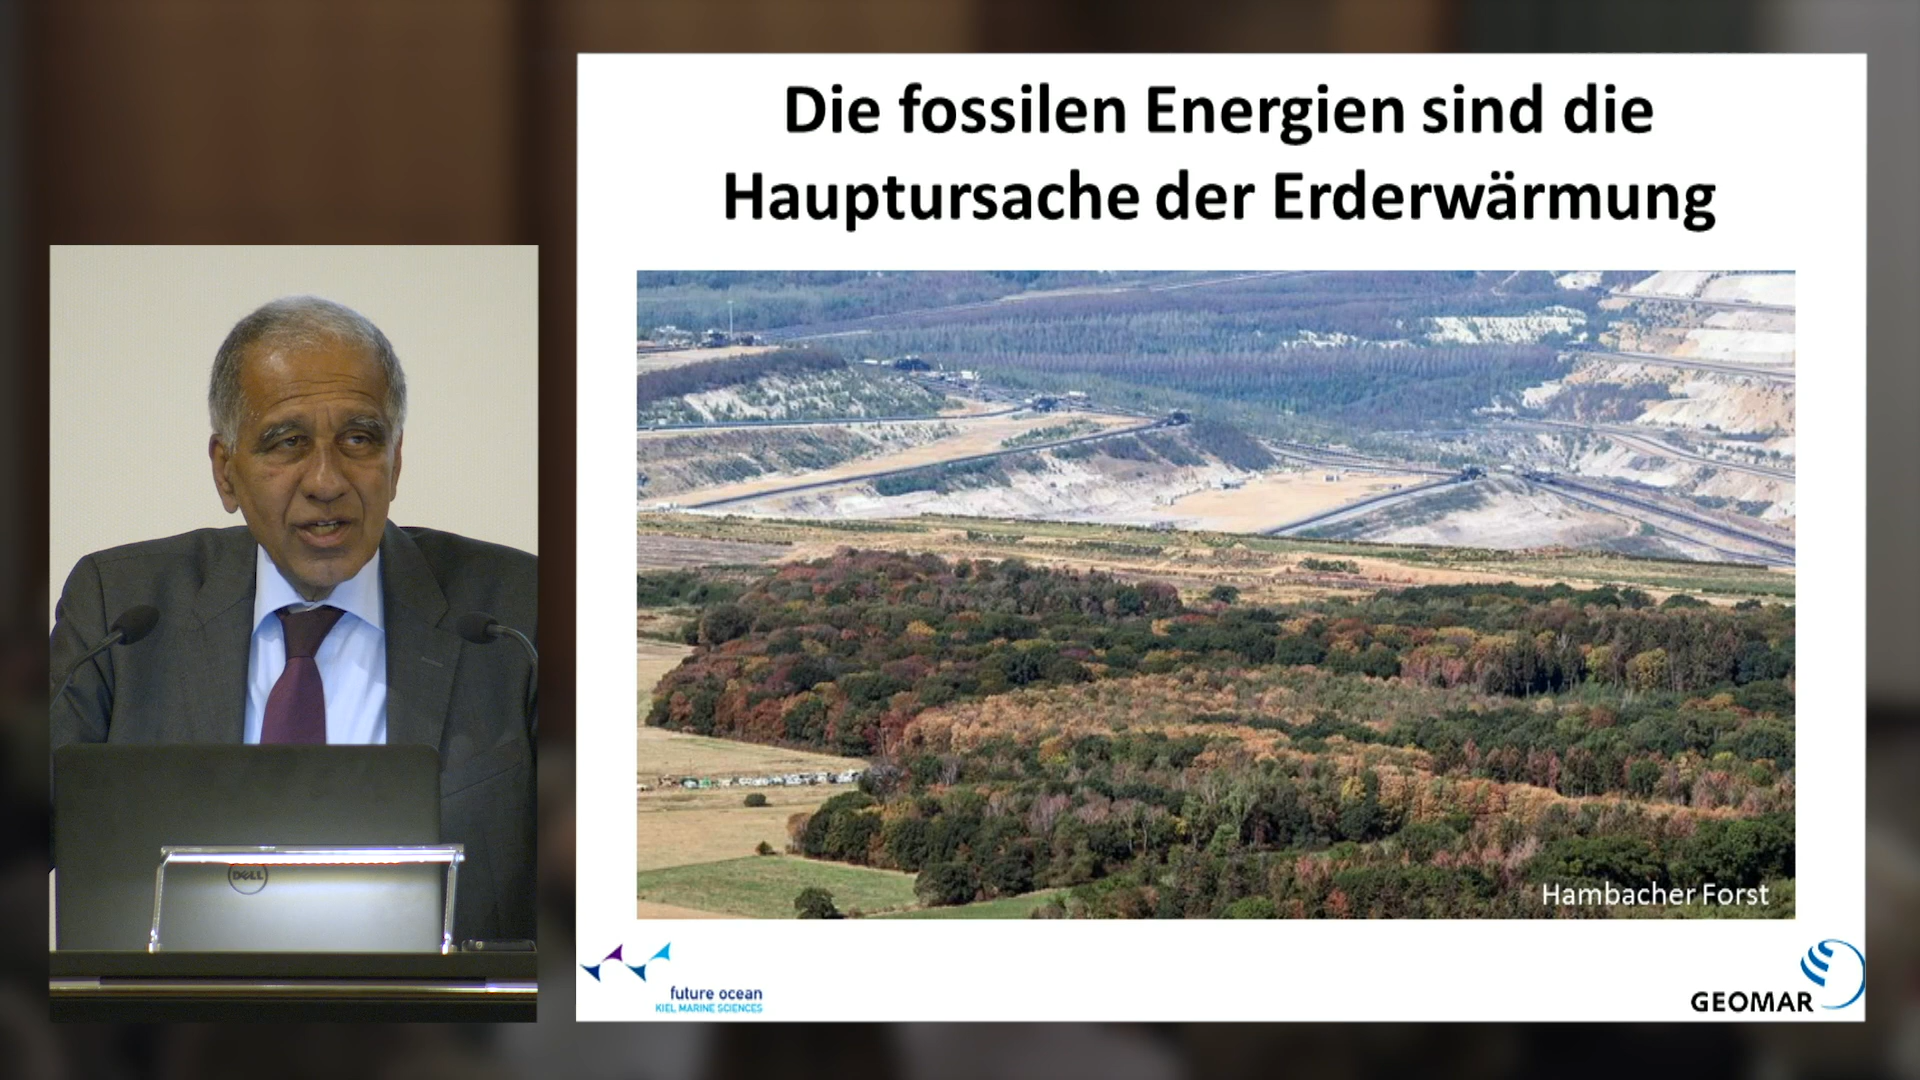 Die fossilen Energien sind die
Hauptursache der Erderwärmung
Hambacher Forst
DELL
future ocean
KIEL MARINE SCIENCES
GEOMAR